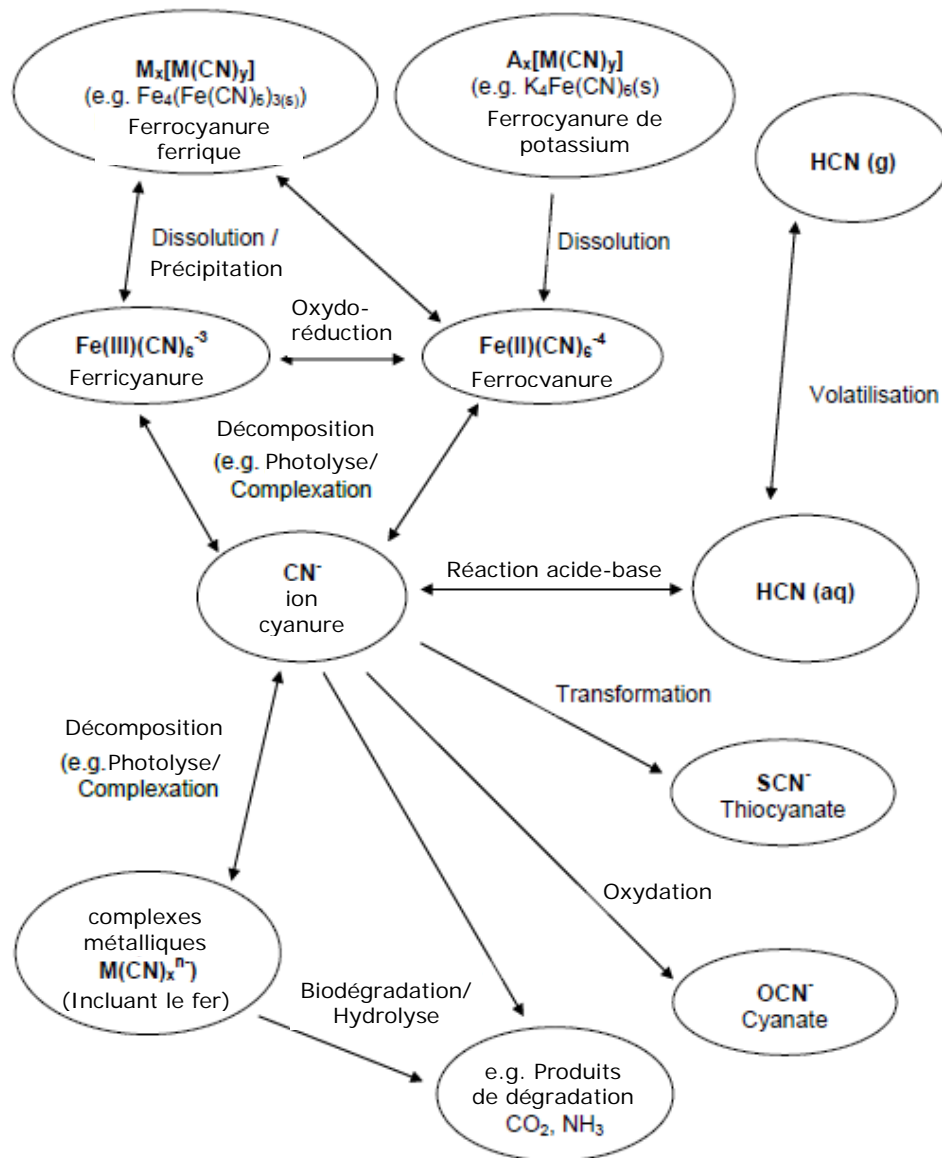 Mₓ[M(CN)ᵧ]
(e.g. Fe₄(Fe(CN)₆)₃₍ₛ₎)
Ferrocyanure
ferrique
Aₓ[M(CN)ᵧ]
(e.g. K₄Fe(CN)₆(s)
Ferrocyanure de
potassium
HCN (g)
Dissolution /
Précipitation
Dissolution
Oxydo-
réduction
Fe(III)(CN)₆⁻³
Ferricyanure
Fe(II)(CN)₆⁻⁴
Ferrocvanure
Volatilisation
Décomposition
(e.g. Photolyse/
Complexation
CN⁻
ion
cyanure
Réaction acide-base
HCN (aq)
Transformation
Décomposition
(e.g.Photolyse/
Complexation
SCN⁻
Thiocyanate
Oxydation
complexes
métalliques
M(CN)ₓⁿ⁻)
(Incluant le fer)
Biodégradation/
Hydrolyse
OCN⁻
Cyanate
e.g. Produits
de dégradation
CO₂, NH₃